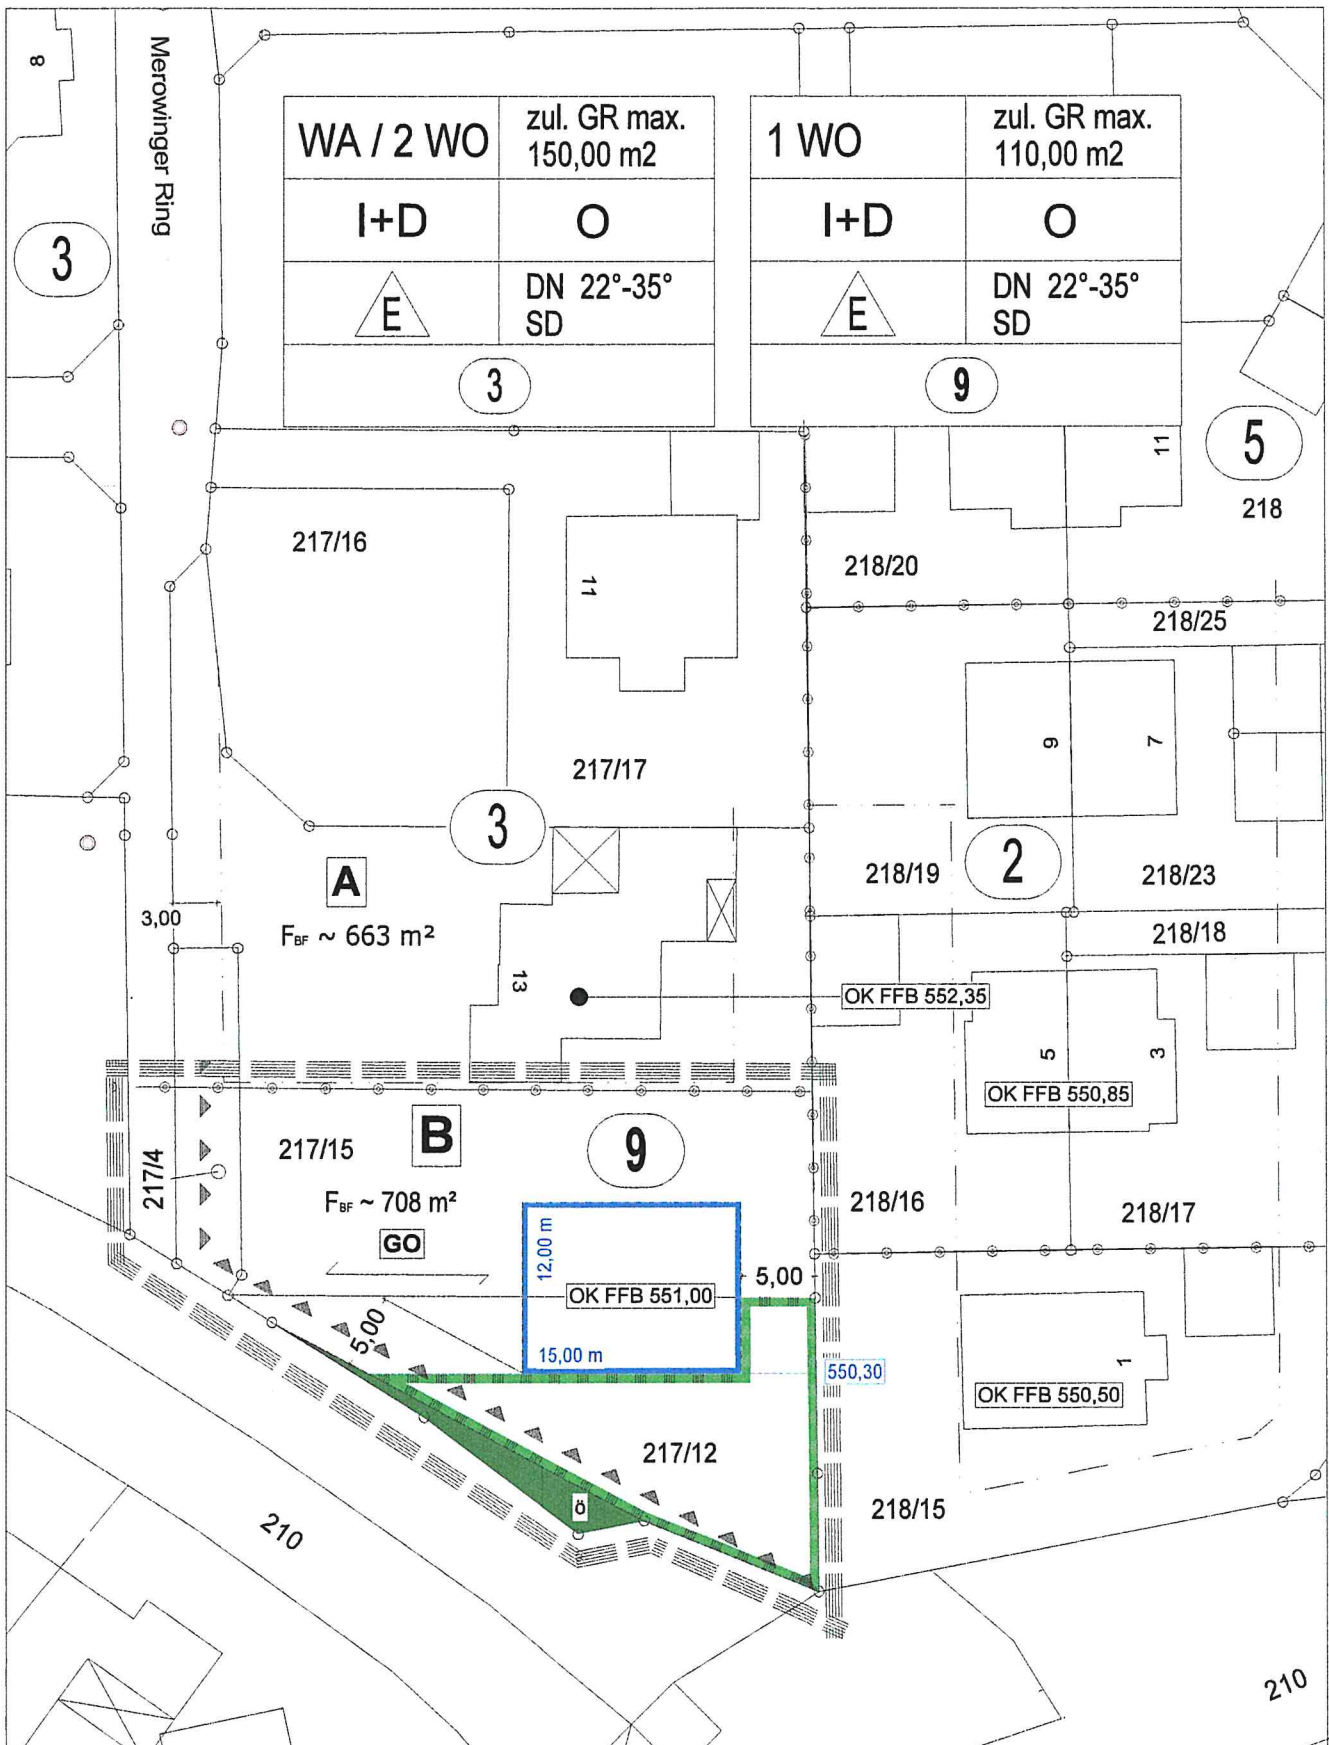 8
Merowinger Ring
3
WA / 2 WO
zul. GR max.
150,00 m2
I+D
O
E
DN 22°-35°
SD
3
1 WO
zul. GR max.
110,00 m2
I+D
O
E
DN 22°-35°
SD
9
5
11
218
217/16
11
218/20
218/25
9
7
217/17
3
2
A
218/19
218/23
3,00
FBF ~ 663 m²
218/18
13
OK FFB 552,35
5
3
OK FFB 550,85
B
9
217/15
217/4
FBF ~ 708 m²
218/16
218/17
GO
12,00 m
5,00
OK FFB 551,00
5,00
15,00 m
550,30
1
OK FFB 550,50
217/12
ö
218/15
210
210